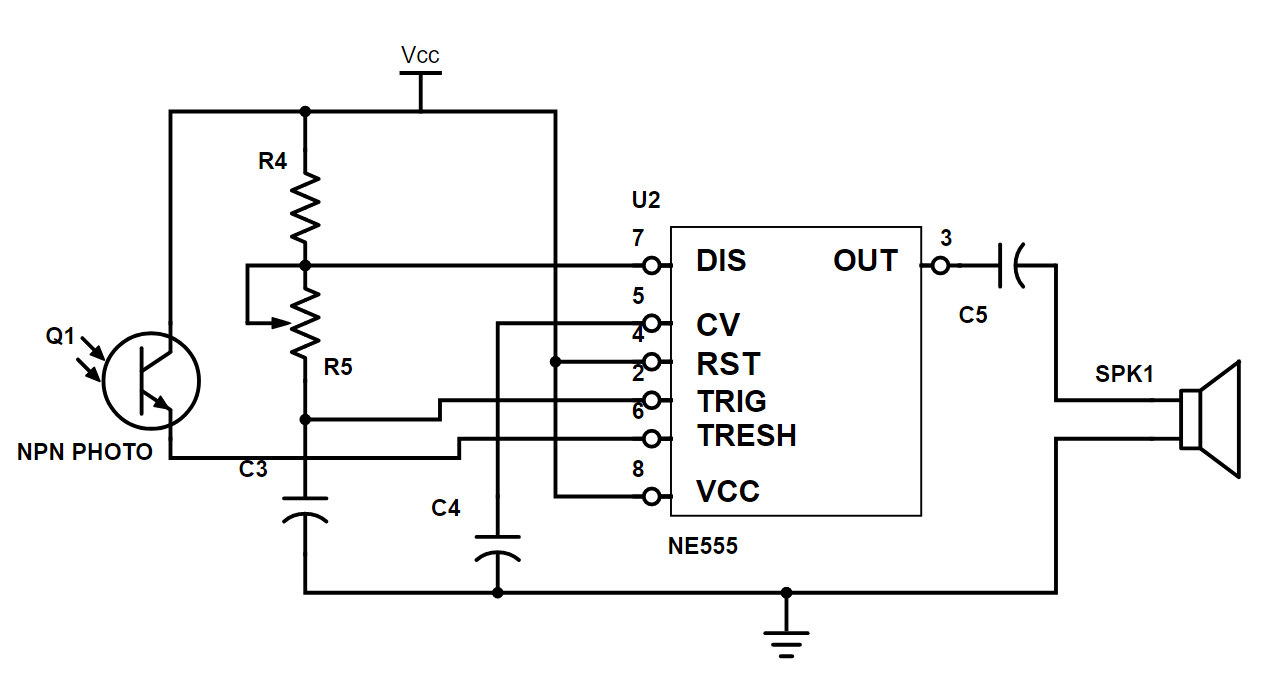 Vcc
R4
U2
7
3
DIS
OUT
5
C5
CV
Q1
4
RST
R5
2
SPK1
TRIG
6
TRESH
NPN PHOTO
C3
8
VCC
C4
NE555